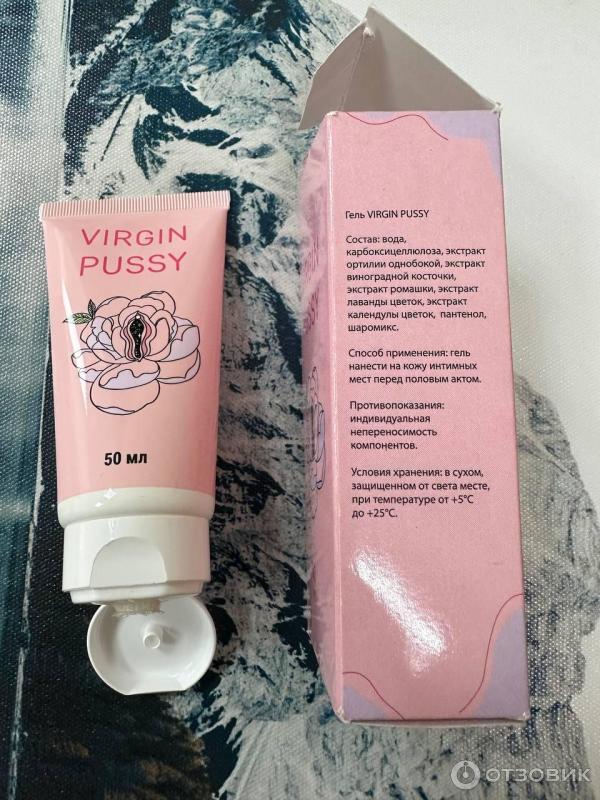 VIRGIN
PUSSY
50 мл
Гель VIRGIN PUSSY
Состав: вода,
карбоксицеллюлоза, экстракт
ортилии однобокой, экстракт
виноградной косточки,
экстракт ромашки, экстракт
лаванды цветок, экстракт
календулы цветок, пантенол,
шаромикс.
Способ применения: гель
нанести на кожу интимных
мест перед половым актом.
Противопоказания:
индивидуальная
непереносимость
компонентов.
Условия хранения: в сухом,
защищенном от света месте,
при температуре от +5°C
до +25°C.
ОТЗОВИК